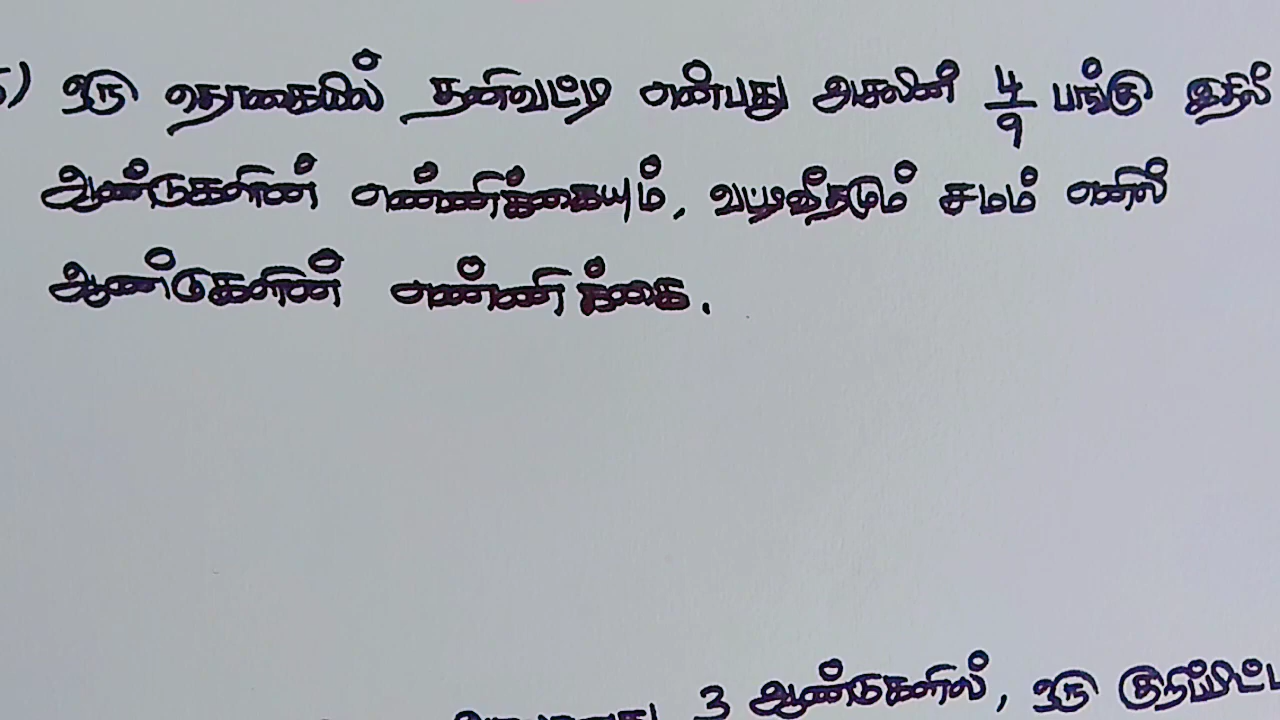 5) ஒரு தொகையில் தனிவட்டி என்பது அசலின் 4/9 பங்கு இதில்
ஆண்டுகளின் எண்ணிக்கையும், வட்டிவீதமும் சமம் எனில்
ஆண்டுகளின் எண்ணிக்கை.
3 ஆண்டுகளில், ஒரு குறிப்பிட்ட